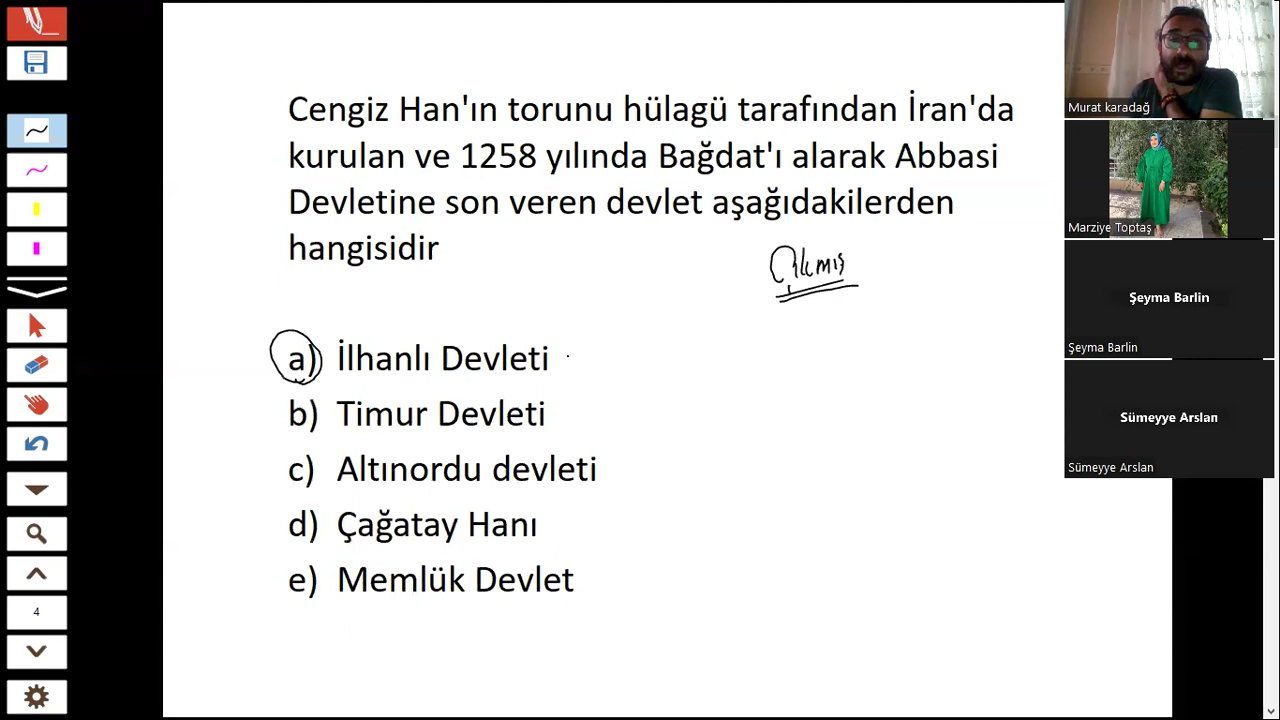 Cengiz Han'ın torunu hülagü tarafından İran'da
kurulan ve 1258 yılında Bağdat'ı alarak Abbasi
Devletine son veren devlet aşağıdakilerden
hangisidir
Çıkmış
a) İlhanlı Devleti
b) Timur Devleti
c) Altınordu devleti
d) Çağatay Hanı
e) Memlük Devlet
4
Murat karadağ
Marziye Toptaş
Şeyma Barlin
Şeyma Barlin
Sümeyye Arslan
Sümeyye Arslan